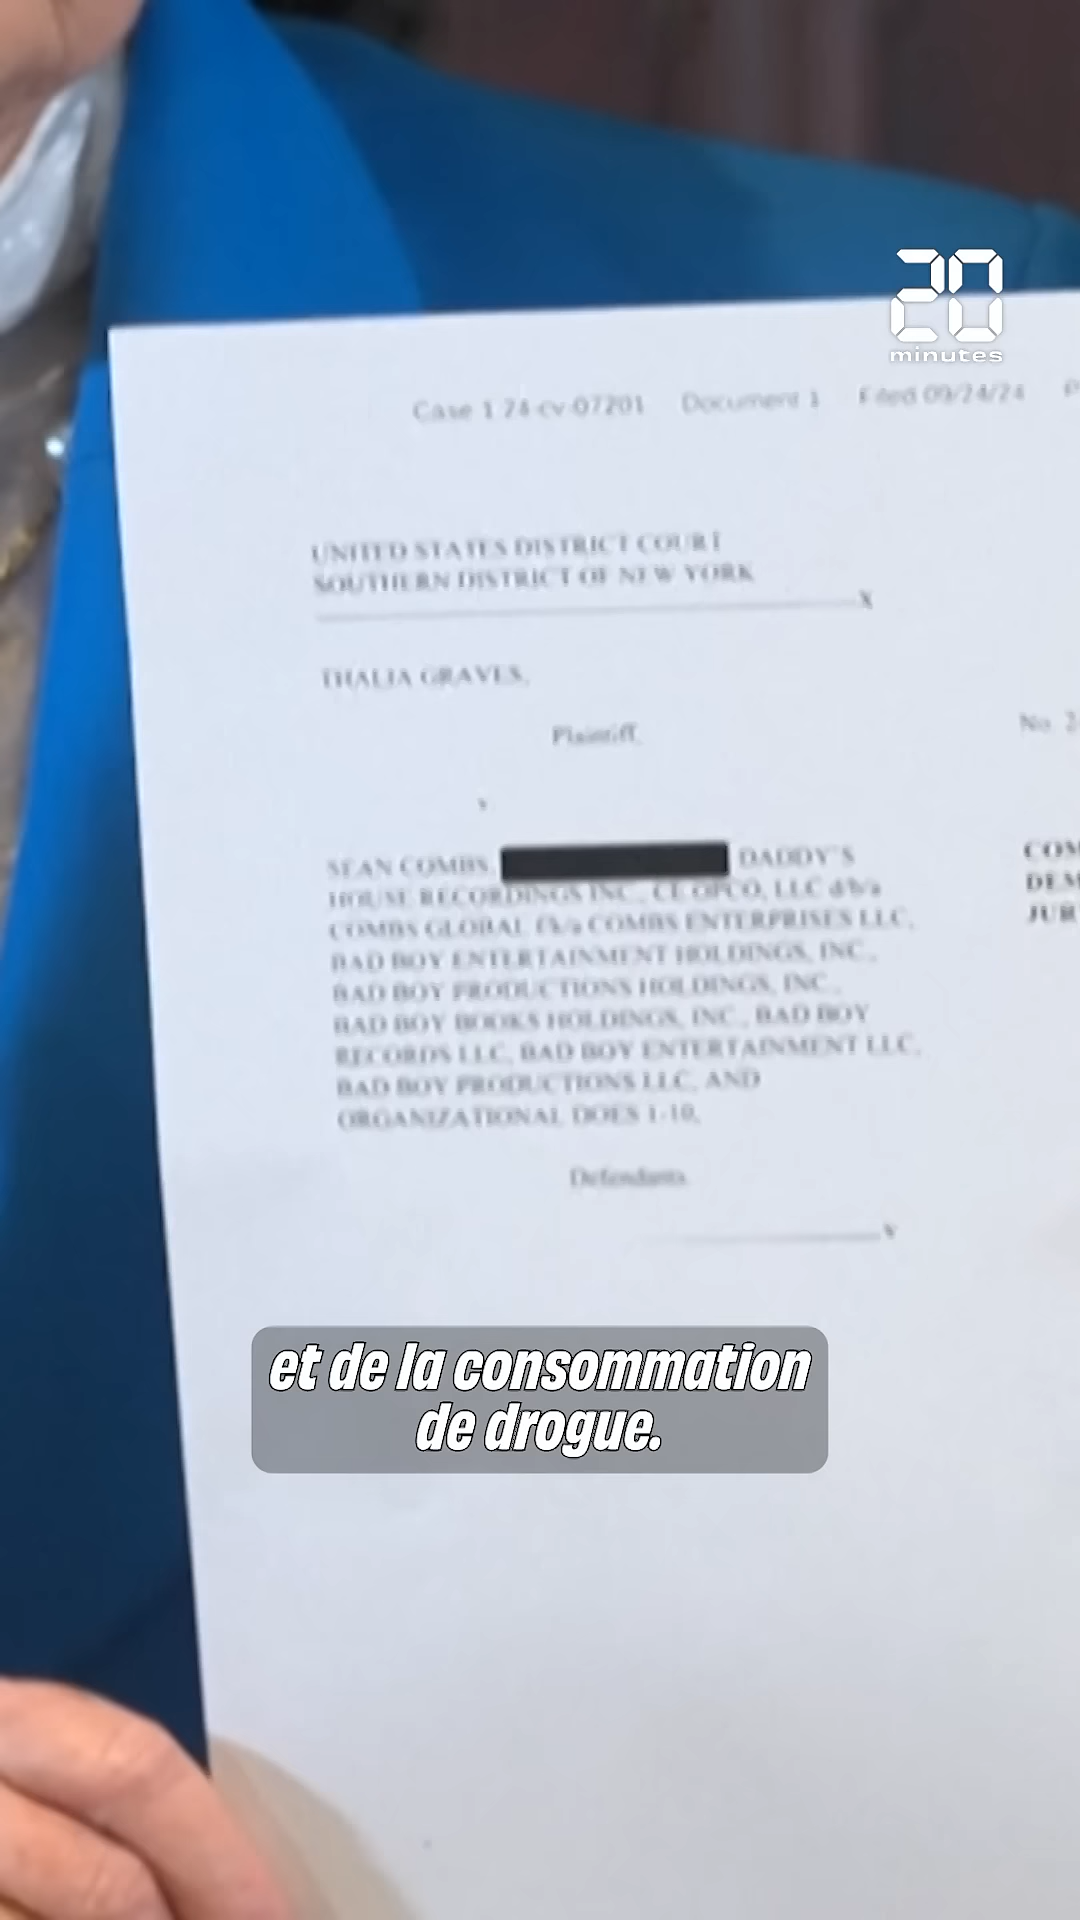 20
minutes
Case 1:24-cv-07201 Document 1 Filed 09/24/24 P
UNITED STATES DISTRICT COURT
SOUTHERN DISTRICT OF NEW YORK
X
THALIA GRAVES,
Plaintiff,
No. 2
v
SEAN COMBS, DADDY'S
HOUSE RECORDINGS INC., CE OPCO, LLC d/b/a
COMBS GLOBAL f/k/a COMBS ENTERPRISES LLC,
BAD BOY ENTERTAINMENT HOLDINGS, INC.,
BAD BOY PRODUCTIONS HOLDINGS, INC.,
BAD BOY BOOKS HOLDINGS, INC., BAD BOY
RECORDS LLC, BAD BOY ENTERTAINMENT LLC,
BAD BOY PRODUCTIONS LLC, AND
ORGANIZATIONAL DOES 1-10,
COM
DEM
JUR
Defendants.
X
et de la consommation
de drogue.